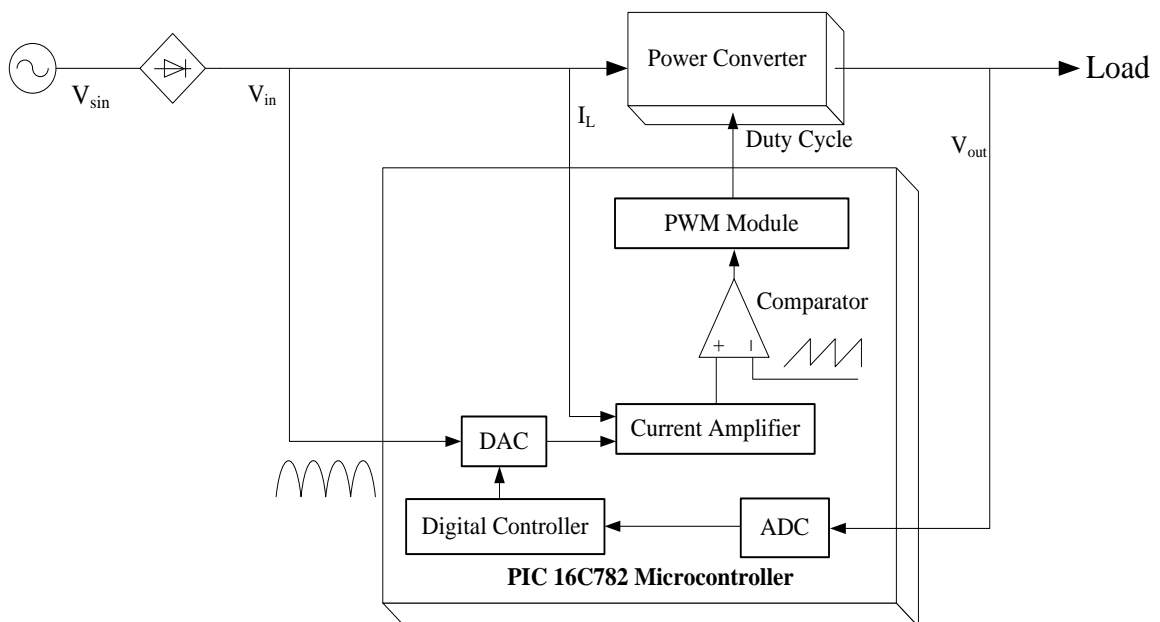 Power Converter
Load
V_sin
V_in
I_L
Duty Cycle
V_out
PWM Module
Comparator
+
−
Current Amplifier
DAC
Digital Controller
ADC
PIC 16C782 Microcontroller